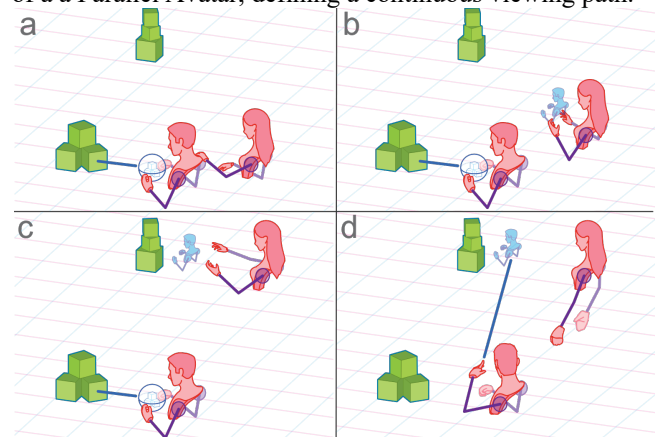 of a a Parallel Avatar, defining a continuous viewing path.
a
b
c
d